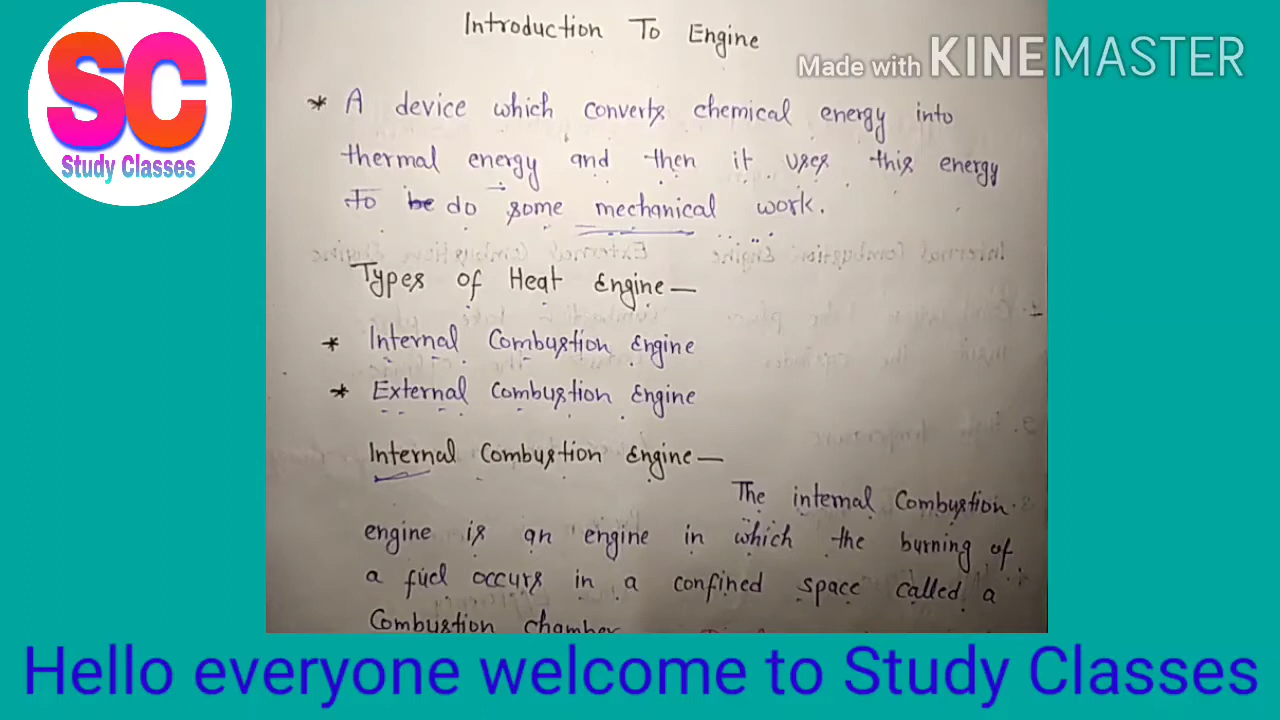 SC
Study Classes
Made with KINEMASTER
Introduction To Engine
* A device which converts chemical energy into
thermal energy and then it uses this energy
To be do some mechanical work.
Types of Heat Engine—
* Internal Combustion Engine
* External Combustion Engine
Internal Combustion Engine—
The internal Combustion
engine is an engine in which the burning of
a fuel occurs in a confined space called a
Combustion chamber
Hello everyone welcome to Study Classes